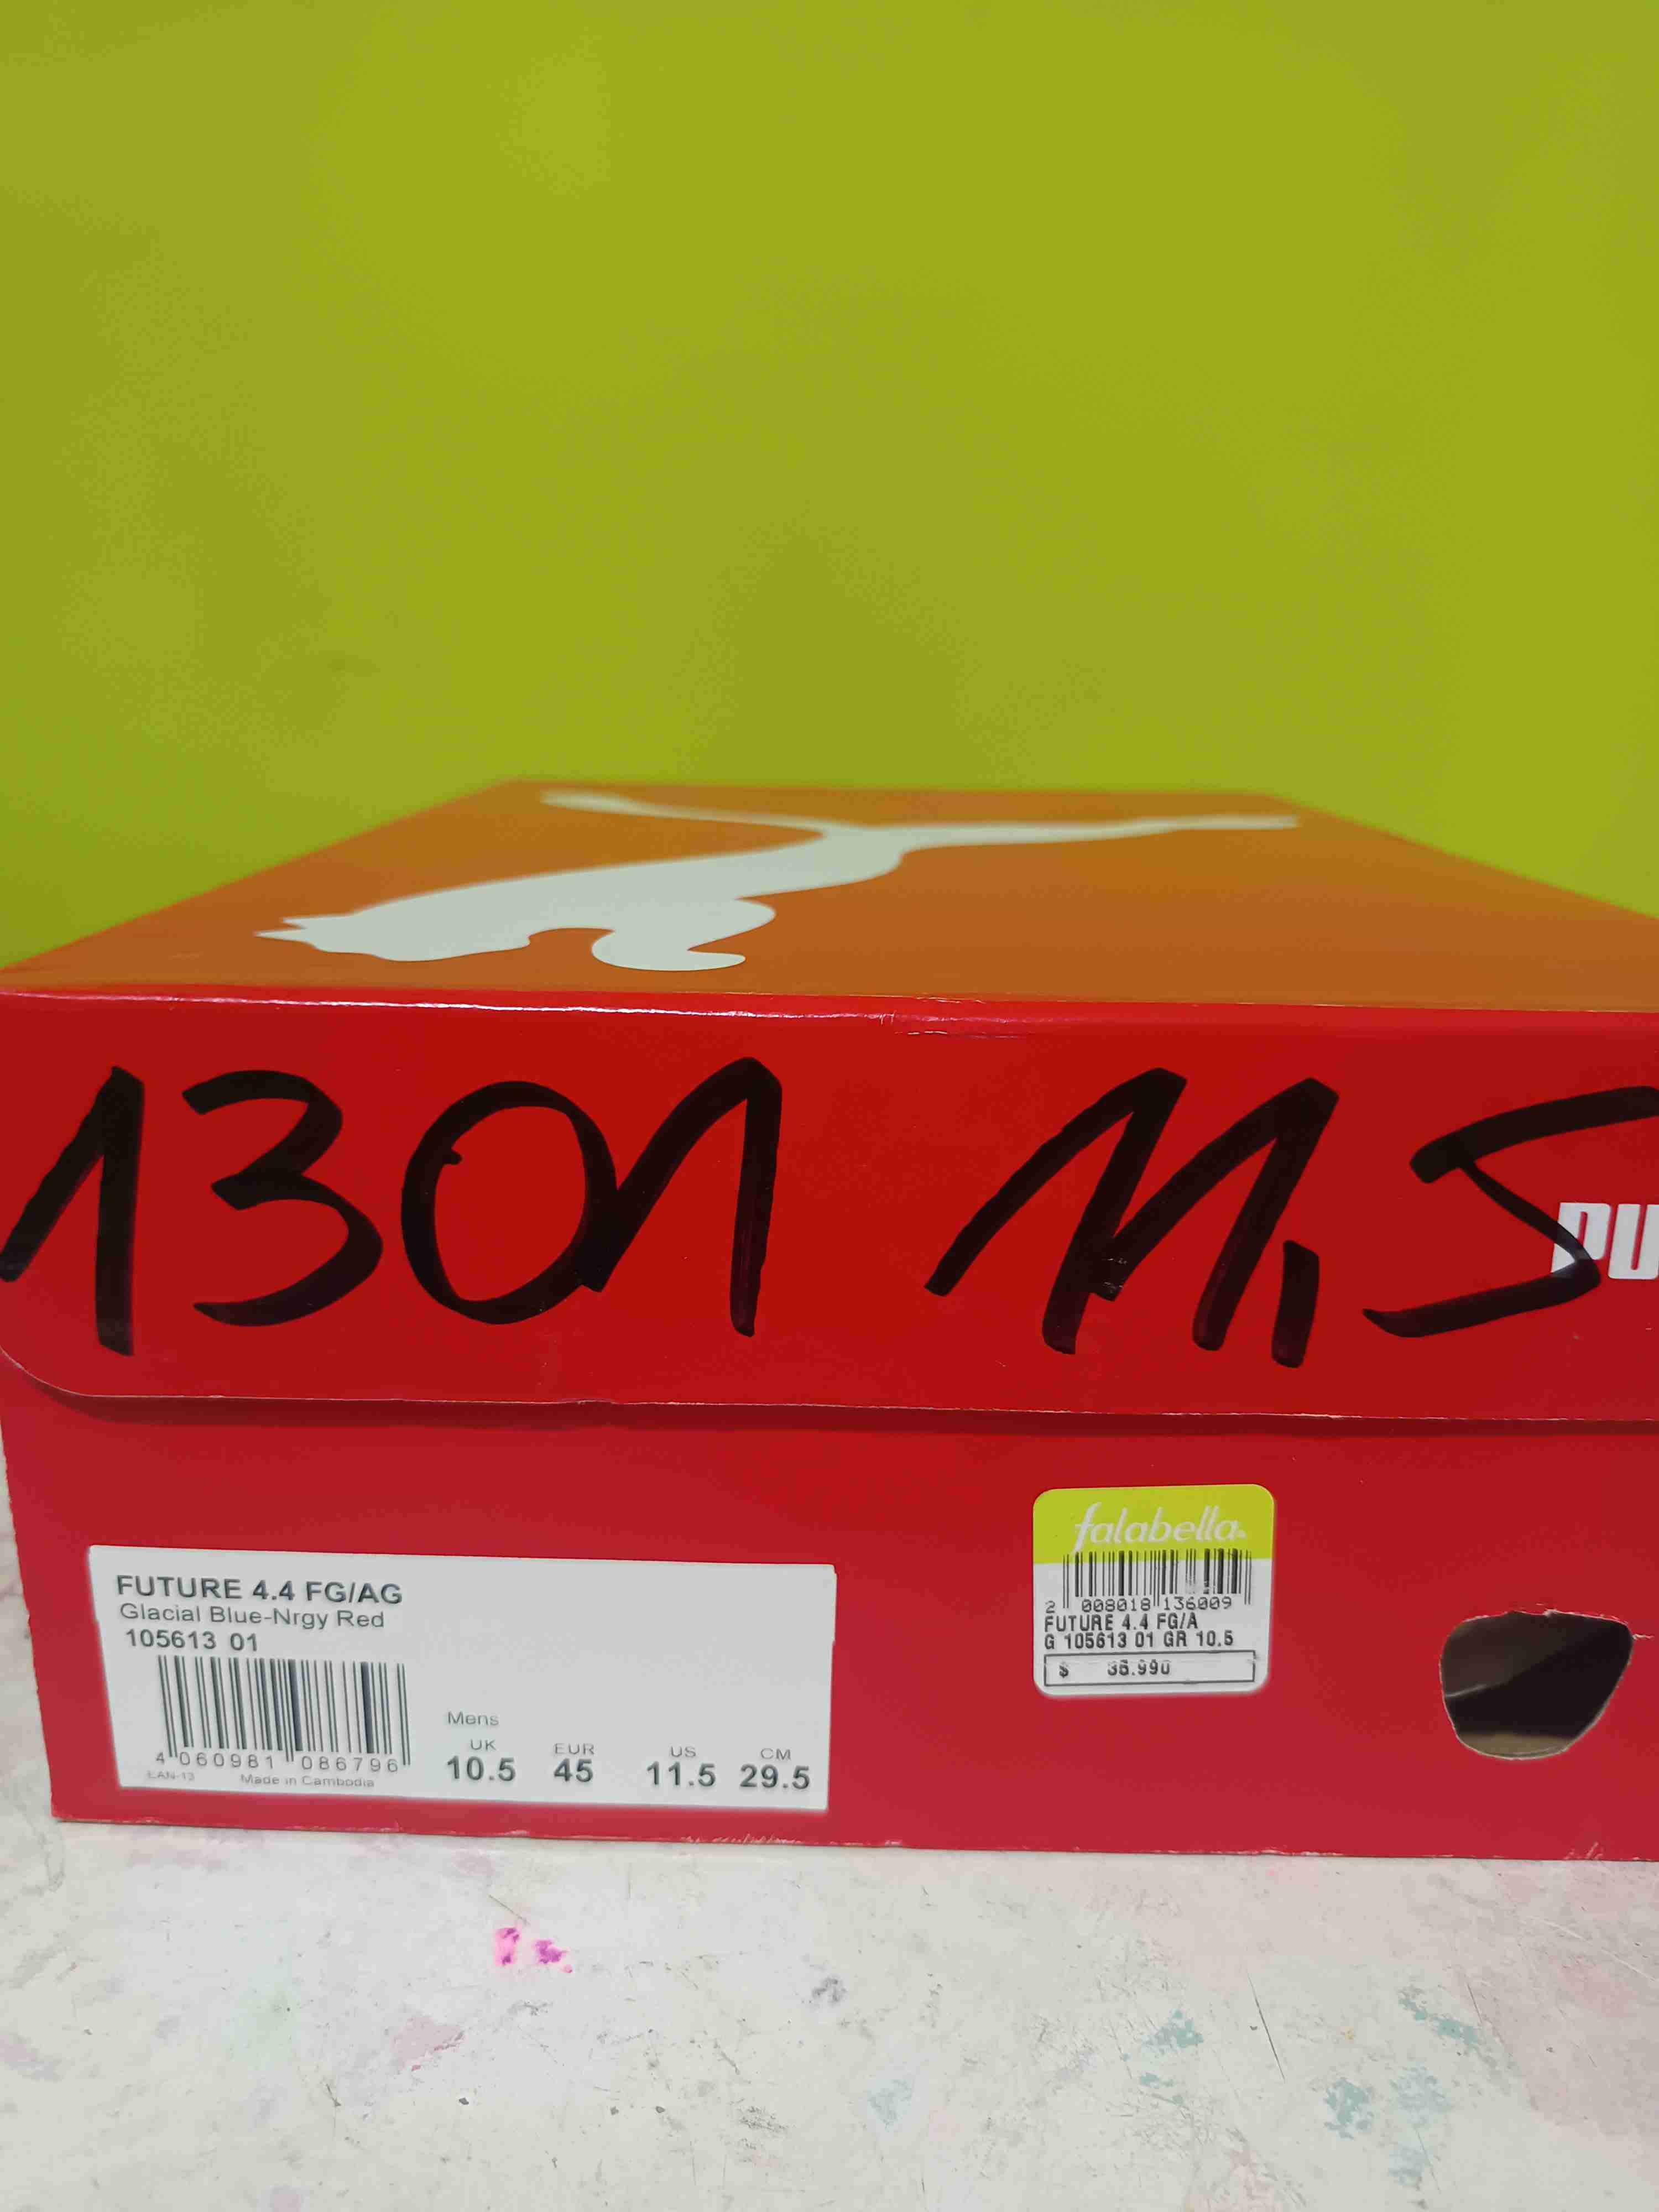 1301 11,5
PU
FUTURE 4.4 FG/AG
Glacial Blue-Nrgy Red
105613 01
4 060981 086796
EAN-13 Made in Cambodia
Mens
UK EUR US CM
10.5 45 11.5 29.5
falabella.
2 008018 136009
FUTURE 4.4 FG/A
G 105613 01 GR 10.5
$